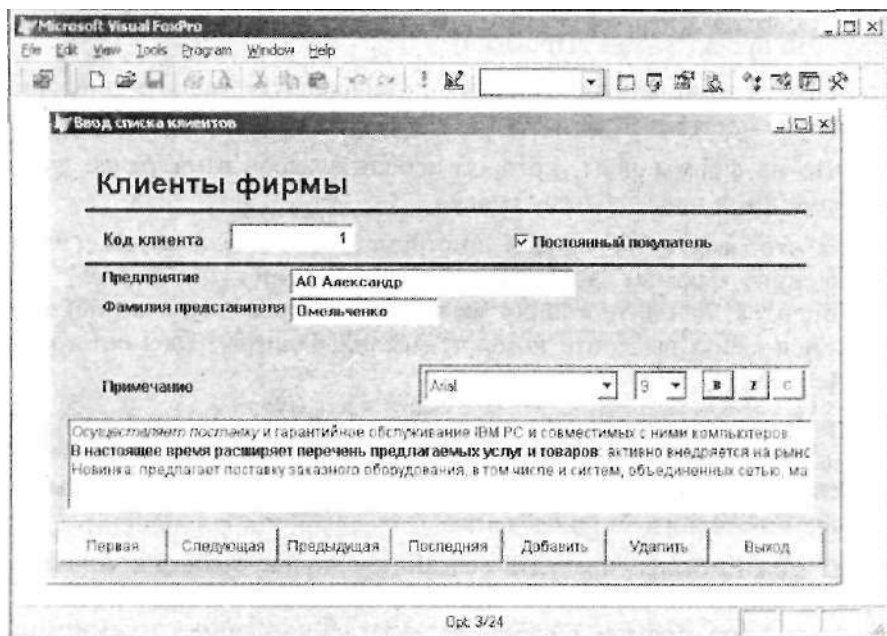 Microsoft Visual FoxPro
File Edit View Tools Program Window Help
Ввод списка клиентов
Клиенты фирмы
Код клиента 1 Постоянный покупатель
Предприятие АО Александр
Фамилия представителя Омельченко
Примечание Arial 9 B I C
Осуществляет поставку и гарантийное обслуживание IBM PC и совместимых с ними компьютеров.
В настоящее время расширяет перечень предлагаемых услуг и товаров: активно внедряется на рынс
Новинка: предлагает поставку заказного оборудования, в том числе и систем, объединенных сетью, ма
Первая Следующая Предыдущая Последняя Добавить Удалить Выход
Opt: 3/24